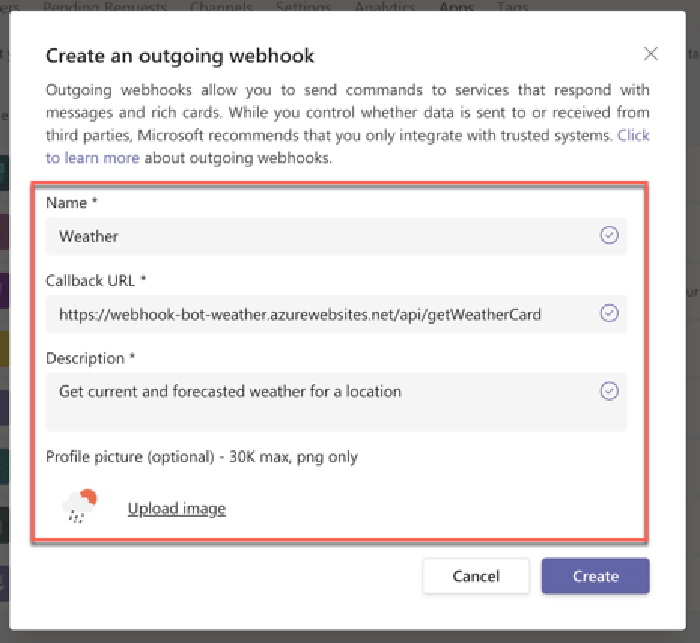 Pending Requests Channels Settings Analytics Apps Tags
Create an outgoing webhook
Outgoing webhooks allow you to send commands to services that respond with
messages and rich cards. While you control whether data is sent to or received from
third parties, Microsoft recommends that you only integrate with trusted systems. Click
to learn more about outgoing webhooks.
Name *
Weather
Callback URL *
https://webhook-bot-weather.azurewebsites.net/api/getWeatherCard
Description *
Get current and forecasted weather for a location
Profile picture (optional) - 30K max, png only
Upload image
Cancel Create